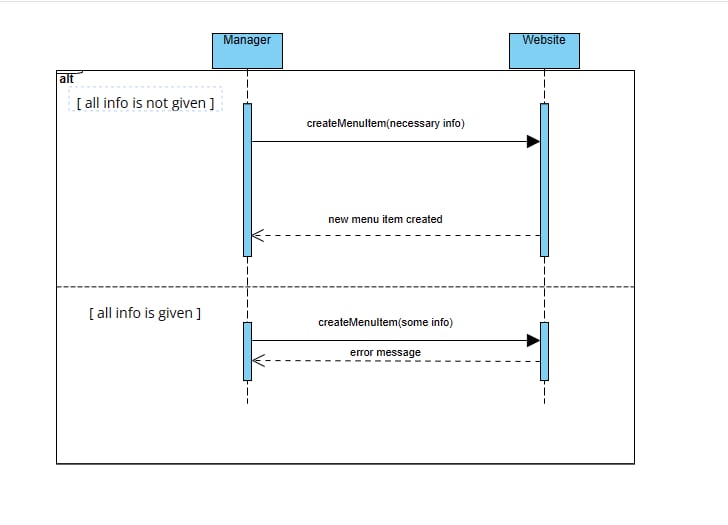 Manager
Website
alt
[ all info is not given ]
createMenuItem(necessary info)
new menu item created
[ all info is given ]
createMenuItem(some info)
error message